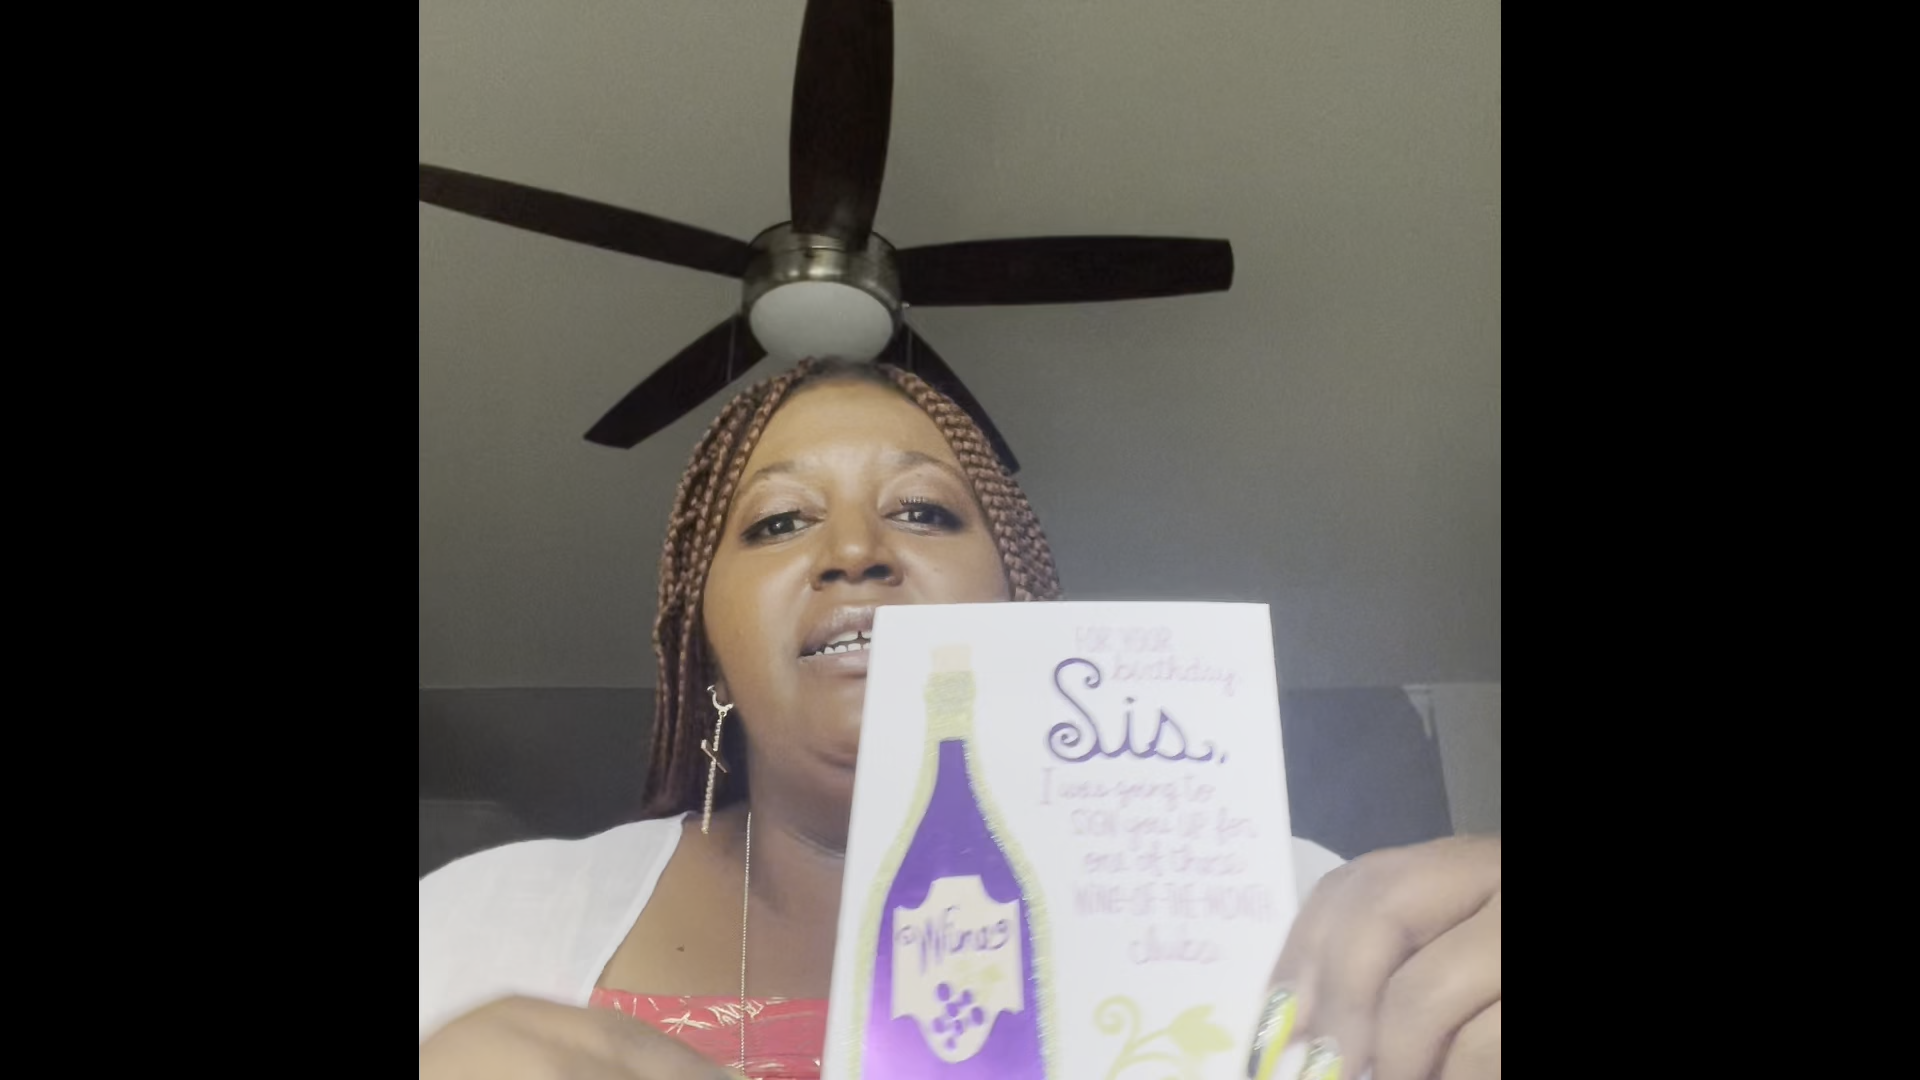 FOR YOUR
birthday,
Sis,
I was going to
SIGN you UP for
one of those
WINE-OF-THE-MONTH
clubs
Wine